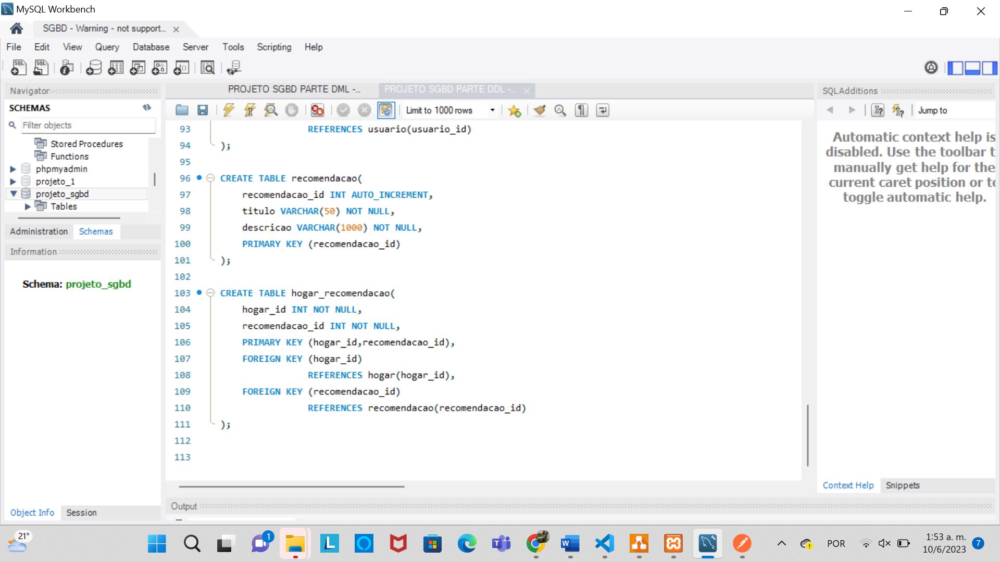 MySQL Workbench
SGBD - Warning - not support...
File Edit View Query Database Server Tools Scripting Help
Navigator
SCHEMAS
Filter objects
Stored Procedures
Functions
phpmyadmin
projeto_1
projeto_sgbd
Tables
Administration Schemas
Information
Schema: projeto_sgbd
Object Info Session
PROJETO SGBD PARTE DML -... PROJETO SGBD PARTE DDL -...
Limit to 1000 rows
93 REFERENCES usuario(usuario_id)
94 );
95
96 CREATE TABLE recomendacao(
97 recomendacao_id INT AUTO_INCREMENT,
98 titulo VARCHAR(50) NOT NULL,
99 descricao VARCHAR(1000) NOT NULL,
100 PRIMARY KEY (recomendacao_id)
101 );
102
103 CREATE TABLE hogar_recomendacao(
104 hogar_id INT NOT NULL,
105 recomendacao_id INT NOT NULL,
106 PRIMARY KEY (hogar_id,recomendacao_id),
107 FOREIGN KEY (hogar_id)
108 REFERENCES hogar(hogar_id),
109 FOREIGN KEY (recomendacao_id)
110 REFERENCES recomendacao(recomendacao_id)
111 );
112
113
Output
SQLAdditions
Jump to
Automatic context help is
disabled. Use the toolbar t
manually get help for the
current caret position or to
toggle automatic help.
Context Help Snippets
21°
1
POR
1:53 a. m.
10/6/2023
7